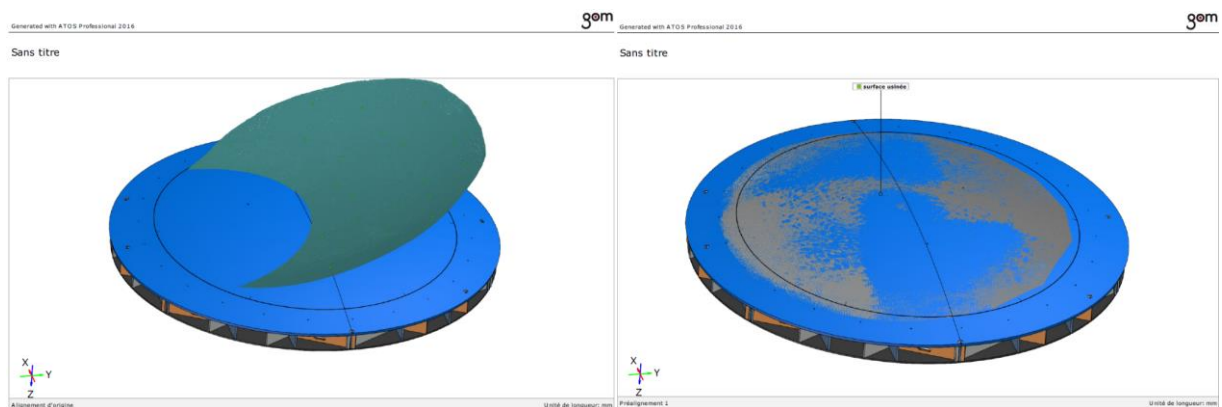 gom
Generated with ATOS Professional 2016
Sans titre
X
Y
Z
Alignement d'origine
Unité de longueur: mm
gom
Generated with ATOS Professional 2016
Sans titre
surface usinée
X
Y
Z
Préalignement 1
Unité de longueur: mm